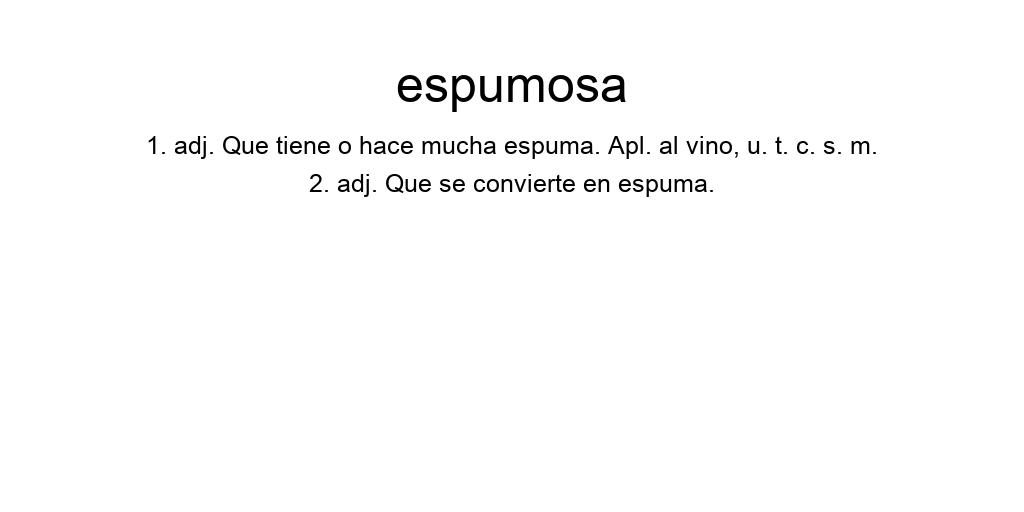 espumosa
1. adj. Que tiene o hace mucha espuma. Apl. al vino, u. t. c. s. m.
2. adj. Que se convierte en espuma.